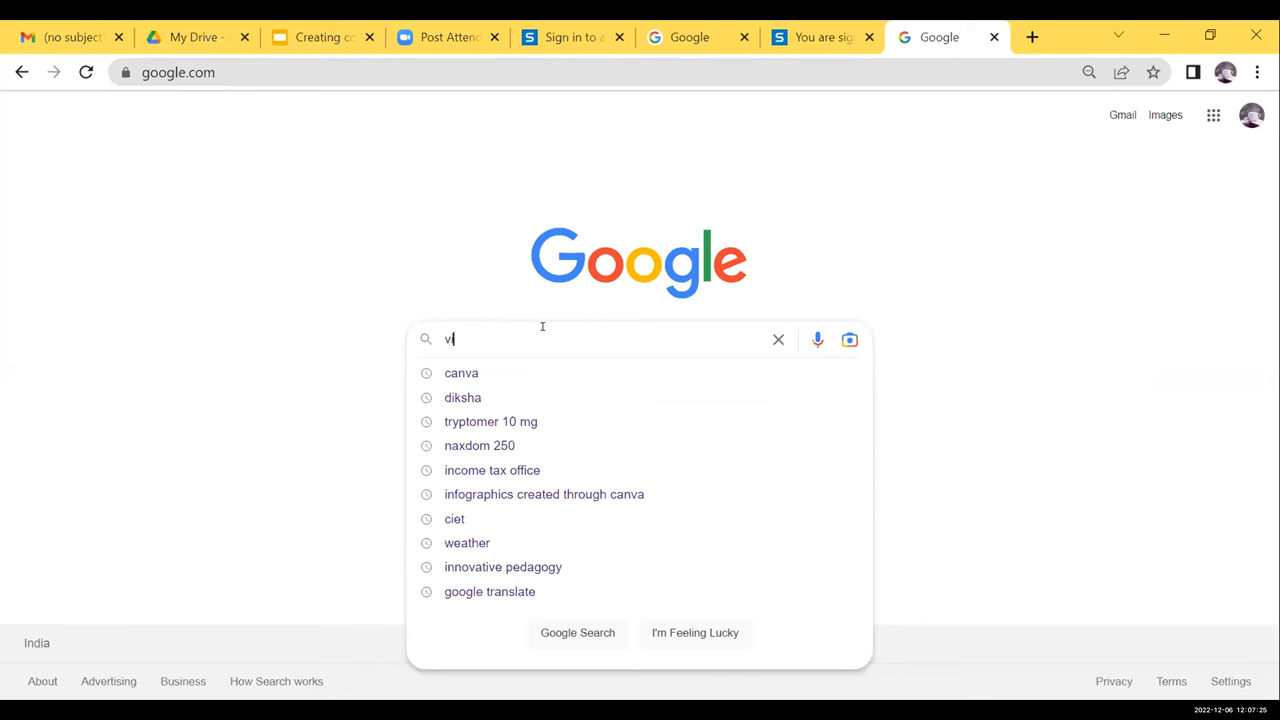 (no subject) My Drive - Creating co Post Attend Sign in to a Google You are sig Google
google.com
Gmail Images
Google
vi
canva
diksha
tryptomer 10 mg
naxdom 250
income tax office
infographics created through canva
ciet
weather
innovative pedagogy
google translate
Google Search I'm Feeling Lucky
India
About Advertising Business How Search works Privacy Terms Settings
2022-12-06 12:07:25